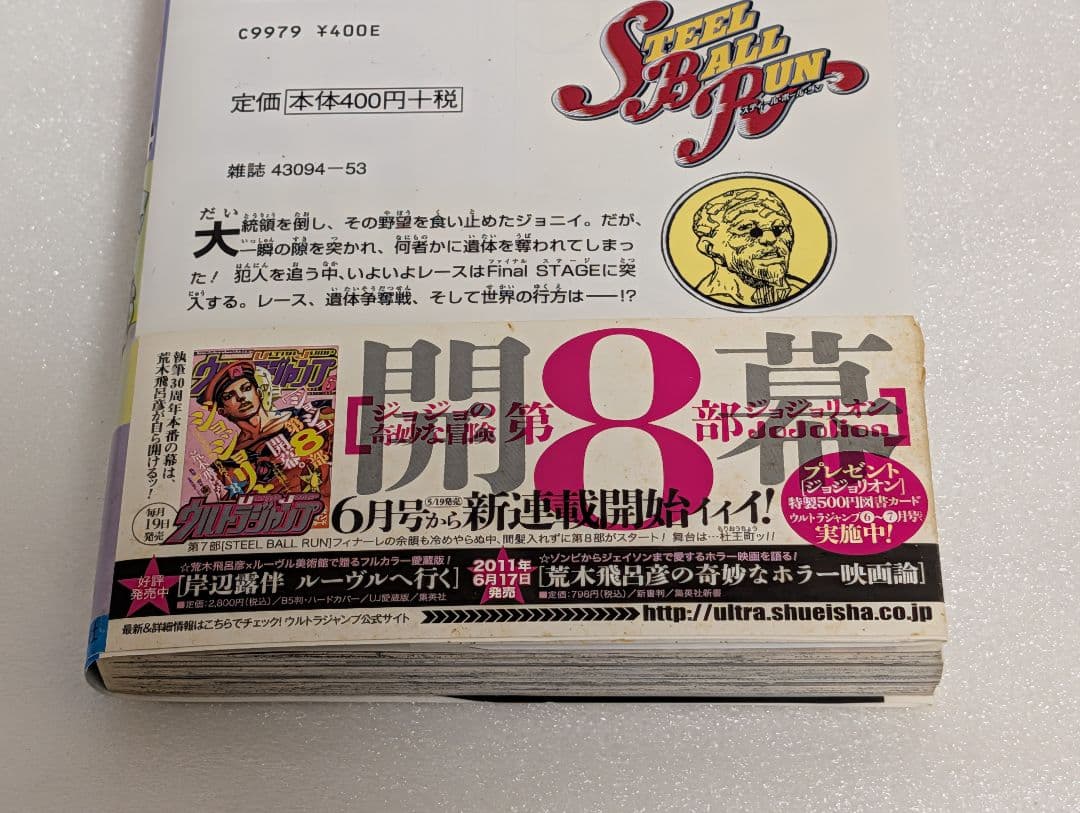 C9979 ¥400E
STEEL
BALL
RUN
スティール・ボール・ラン
定価 本体400円+税
雑誌 43094-53
大統領を倒し、その野望を食い止めたジョニィ。だが、
一瞬の隙を突かれ、何者かに遺体を奪われてしまっ
た! 犯人を追う中、いよいよレースはFinal STAGEに突
入する。レース、遺体争奪戦、そして世界の行方は——!?
執筆30周年本番の幕は、
荒木飛呂彦が自ら開けるッ!
毎月19日発売
ウルトラジャンプ
ウルトラジャンプ
開幕
[ジョジョの奇妙な冒険 第8部 ジョジョリオン JoJolion]
6月号(5/19発売)から新連載開始ィィイ!
第7部[STEEL BALL RUN]フィナーレの余韻も冷めやらぬ中、間髪入れずに第8部がスタート! 舞台は…杜王町ッ!!
プレゼント
[ジョジョリオン]
特製500円図書カード
ウルトラジャンプ6〜7月号で
実施中!
好評発売中
☆荒木飛呂彦×ルーヴル美術館で贈るフルカラー愛蔵版!
[岸辺露伴 ルーヴルへ行く]
■定価:2,800円(税込)/B5判・ハードカバー/UJ愛蔵版/集英社
2011年
6月17日
発売
☆ゾンビからジェイソンまで愛するホラー映画を語る!
[荒木飛呂彦の奇妙なホラー映画論]
■定価:798円(税込)/新書判/集英社新書
最新&詳細情報はこちらでチェック! ウルトラジャンプ公式サイト
http://ultra.shueisha.co.jp